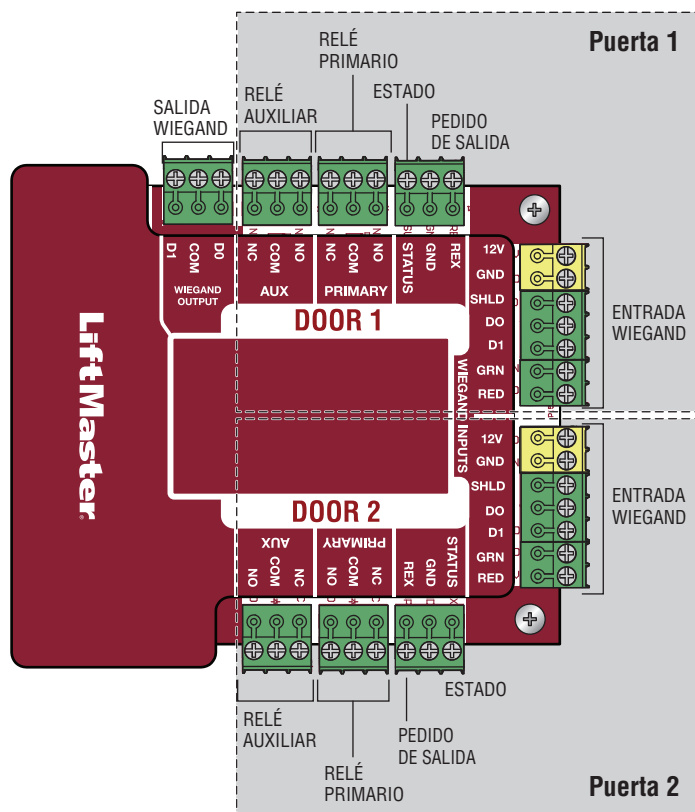 Puerta 1
RELÉ
PRIMARIO
ESTADO
SALIDA
WIEGAND
RELÉ
AUXILIAR
PEDIDO
DE SALIDA
D1
COM
D0
WIEGAND
OUTPUT
NC
COM
NO
AUX
NC
COM
NO
PRIMARY
STATUS
GND
REX
DOOR 1
12V
GND
SHLD
DO
D1
GRN
RED
ENTRADA
WIEGAND
LiftMaster
WIEGAND INPUTS
12V
GND
SHLD
DO
D1
GRN
RED
ENTRADA
WIEGAND
DOOR 2
AUX
NO
COM
NC
PRIMARY
NO
COM
NC
REX
GND
STATUS
RELÉ
AUXILIAR
RELÉ
PRIMARIO
PEDIDO
DE SALIDA
ESTADO
Puerta 2